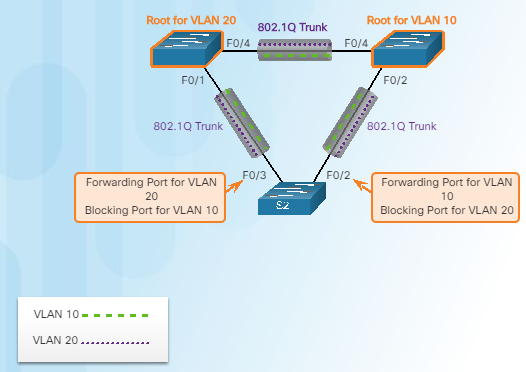 Root for VLAN 20
802.1Q Trunk
Root for VLAN 10
F0/4
F0/4
F0/1
F0/2
802.1Q Trunk
802.1Q Trunk
F0/3
F0/2
Forwarding Port for VLAN
20
Blocking Port for VLAN 10
S2
Forwarding Port for VLAN
10
Blocking Port for VLAN 20
VLAN 10
VLAN 20